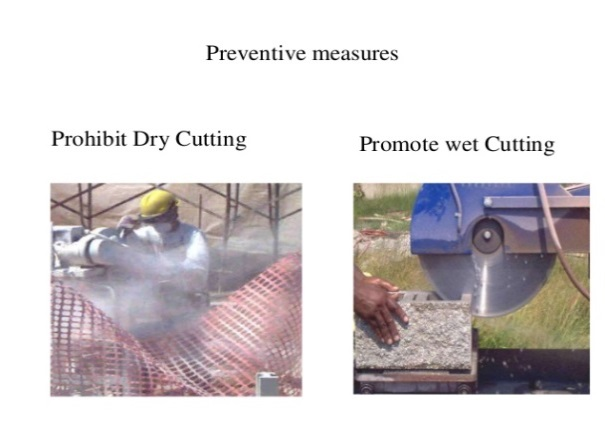 Preventive measures
Prohibit Dry Cutting
Promote wet Cutting